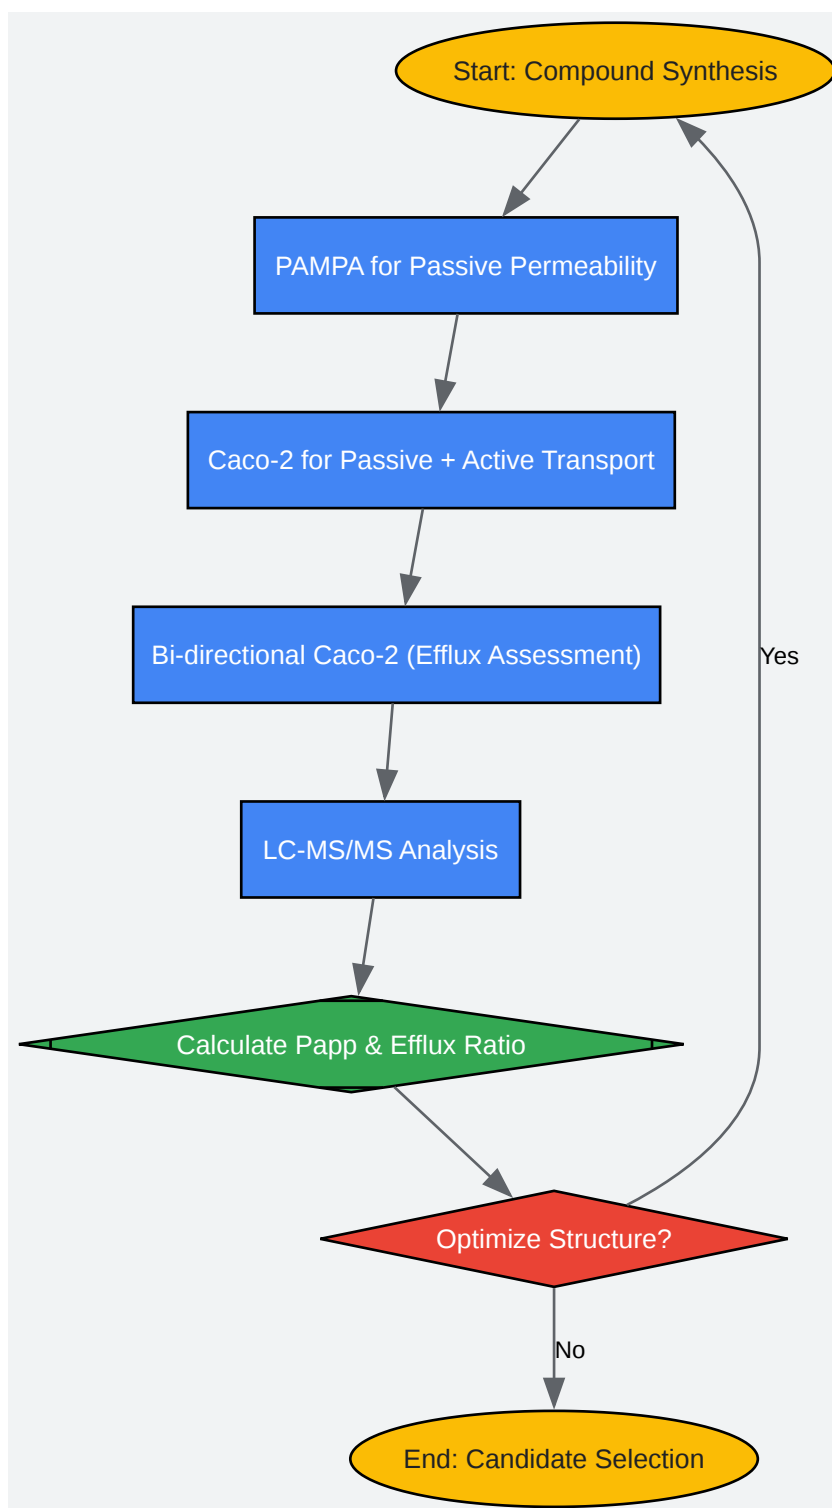 Start: Compound Synthesis
PAMPA for Passive Permeability
Caco-2 for Passive + Active Transport
Bi-directional Caco-2 (Efflux Assessment)
Yes
LC-MS/MS Analysis
Calculate Papp & Efflux Ratio
Optimize Structure?
No
End: Candidate Selection